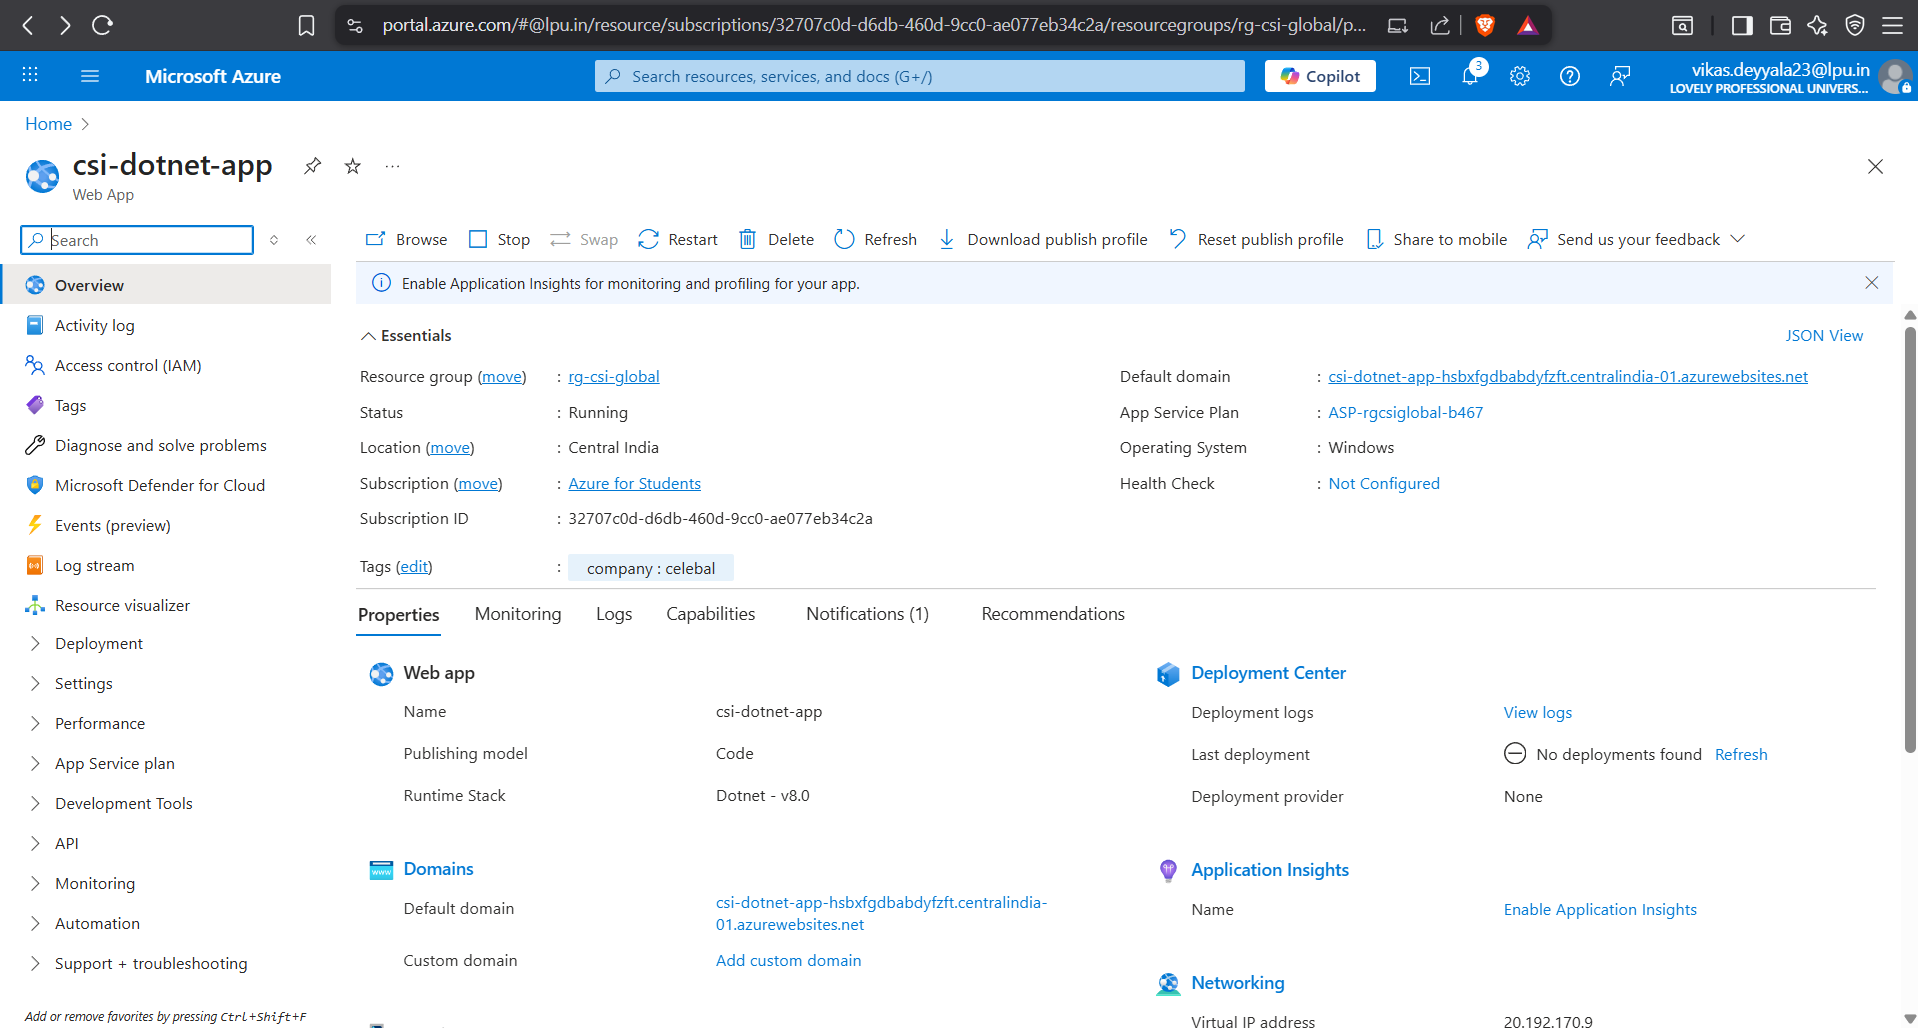 portal.azure.com/#@lpu.in/resource/subscriptions/32707c0d-d6db-460d-9cc0-ae077eb34c2a/resourcegroups/rg-csi-global/p...
Microsoft Azure
Search resources, services, and docs (G+/)
Copilot
3
vikas.deyyala23@lpu.in
LOVELY PROFESSIONAL UNIVERS...
Home
csi-dotnet-app
Web App
Search
Browse Stop Swap Restart Delete Refresh Download publish profile Reset publish profile Share to mobile Send us your feedback
Enable Application Insights for monitoring and profiling for your app.
Overview
Activity log
Access control (IAM)
Tags
Diagnose and solve problems
Microsoft Defender for Cloud
Events (preview)
Log stream
Resource visualizer
Deployment
Settings
Performance
App Service plan
Development Tools
API
Monitoring
Automation
Support + troubleshooting
Add or remove favorites by pressing Ctrl+Shift+F
Essentials
JSON View
Resource group (move) : rg-csi-global
Status : Running
Location (move) : Central India
Subscription (move) : Azure for Students
Subscription ID : 32707c0d-d6db-460d-9cc0-ae077eb34c2a
Tags (edit) : company : celebal
Default domain : csi-dotnet-app-hsbxfgdbabdyfzft.centralindia-01.azurewebsites.net
App Service Plan : ASP-rgcsiglobal-b467
Operating System : Windows
Health Check : Not Configured
Properties Monitoring Logs Capabilities Notifications (1) Recommendations
Web app
Name csi-dotnet-app
Publishing model Code
Runtime Stack Dotnet - v8.0
Domains
Default domain csi-dotnet-app-hsbxfgdbabdyfzft.centralindia-
01.azurewebsites.net
Custom domain Add custom domain
Deployment Center
Deployment logs View logs
Last deployment No deployments found Refresh
Deployment provider None
Application Insights
Name Enable Application Insights
Networking
Virtual IP address 20.192.170.9